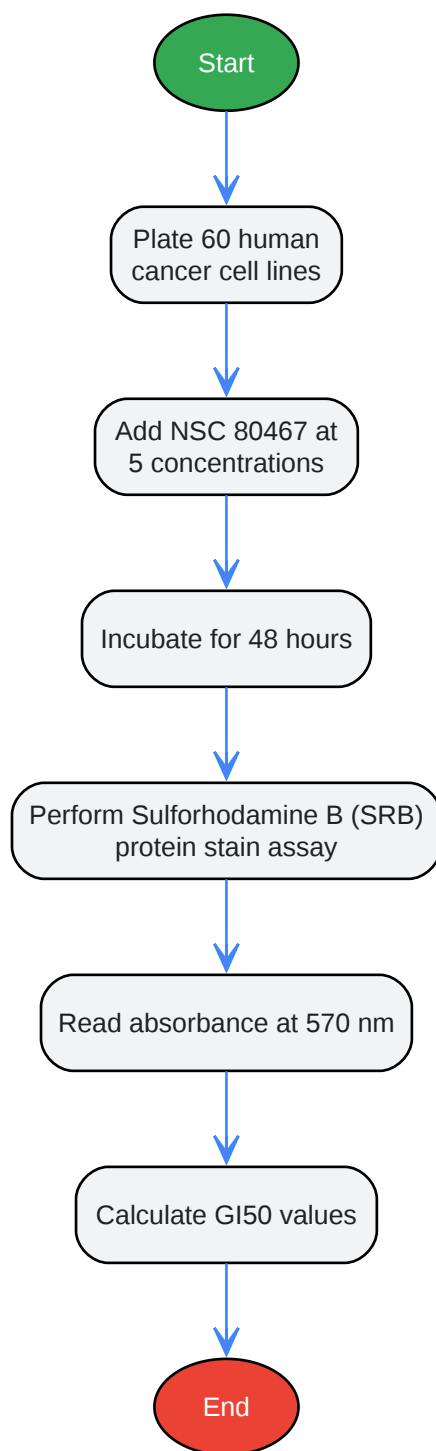 Start
Plate 60 human
cancer cell lines
Add NSC 80467 at
5 concentrations
Incubate for 48 hours
Perform Sulforhodamine B (SRB)
protein stain assay
Read absorbance at 570 nm
Calculate GI50 values
End